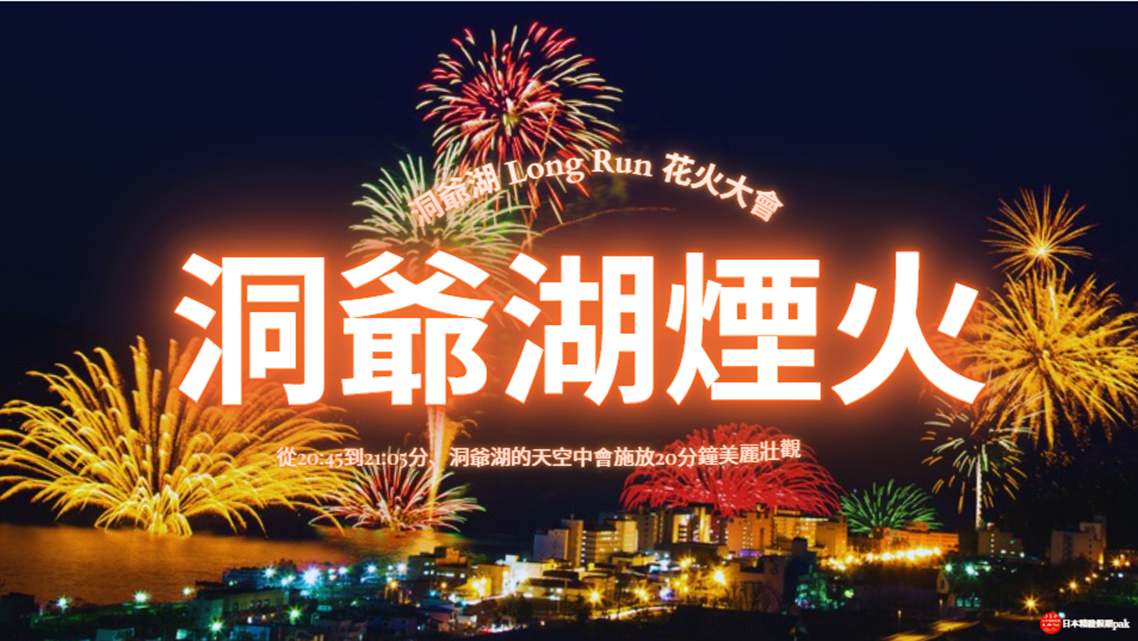 洞爺湖 Long Run 花火大會
洞爺湖煙火
從20:45到21:05分、洞爺湖的天空中會施放20分鐘美麗壯觀
日本精緻假期pak